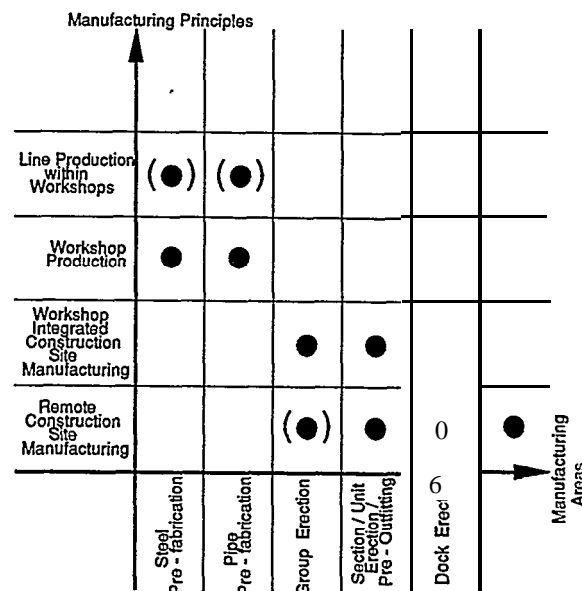 Manufacturing Principles
Line Production
within
Workshops
( ) ( )
Workshop
Production
Workshop
Integrated
Construction
Site
Manufacturing
Remote
Construction
Site
Manufacturing
( )
0
6
Manufacturing
Areas
Steel
Pre - fabrication
Pipe
Pre - fabrication
Group Erection
Section / Unit
Erection /
Pre - Outfitting
Dock Erect